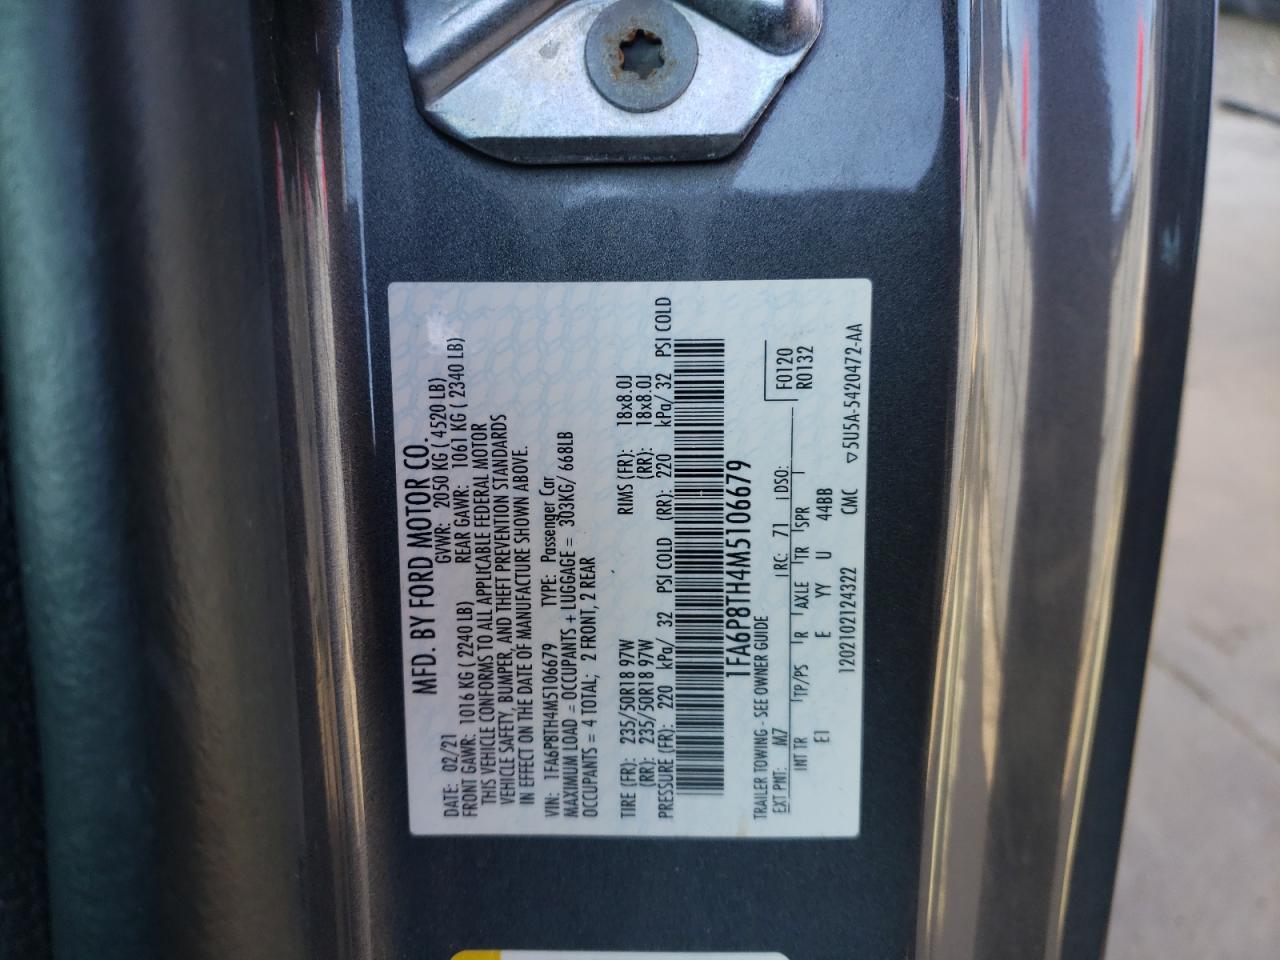 MFD. BY FORD MOTOR CO.
DATE: 02/21 GVWR: 2050 KG ( 4520 LB)
FRONT GAWR: 1016 KG ( 2240 LB) REAR GAWR: 1061 KG ( 2340 LB)
THIS VEHICLE CONFORMS TO ALL APPLICABLE FEDERAL MOTOR
VEHICLE SAFETY, BUMPER, AND THEFT PREVENTION STANDARDS
IN EFFECT ON THE DATE OF MANUFACTURE SHOWN ABOVE.
VIN: 1FA6P8TH4M5106679 TYPE: Passenger Car
MAXIMUM LOAD = OCCUPANTS + LUGGAGE = 303KG/ 668LB
OCCUPANTS = 4 TOTAL; 2 FRONT, 2 REAR
TIRE (FR): 235/50R18 97W RIMS (FR): 18x8.0J
(RR): 235/50R18 97W (RR): 18x8.0J
PRESSURE (FR): 220 kPa/ 32 PSI COLD (RR): 220 kPa/ 32 PSI COLD
1FA6P8TH4M5106679
TRAILER TOWING - SEE OWNER GUIDE
EXT PNT: M7 RC: 71 DSO: F0120
R0132
INT TR TP/PS R AXLE TR SPR
EJ E YY U 44BB
12021021243​22 CMC ▽5U5A-5420472-AA